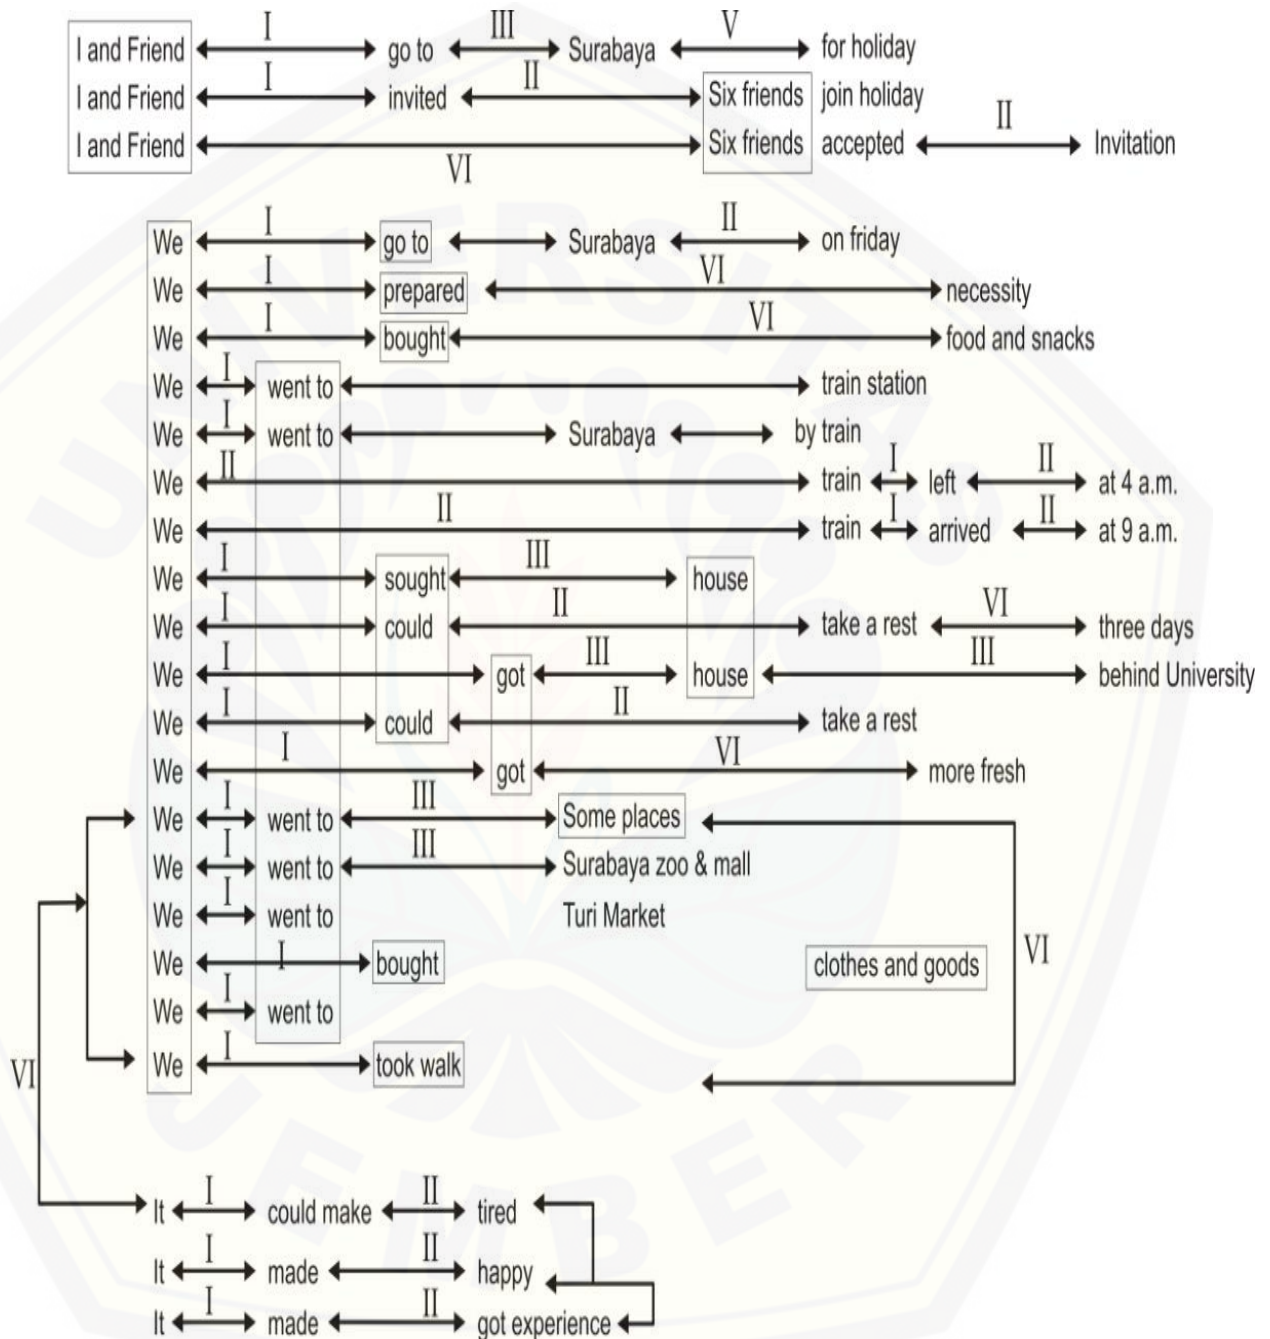 I III V
I and Friend go to Surabaya for holiday
I II
I and Friend invited Six friends join holiday
II
I and Friend Six friends accepted Invitation
VI
I II
We go to Surabaya on friday
I VI
We prepared necessity
I VI
We bought food and snacks
I
We went to train station
I
We went to Surabaya by train
II I II
We train left at 4 a.m.
II I II
We train arrived at 9 a.m.
I III
We sought house
I II VI
We could take a rest three days
I III III
We got house behind University
I II
We could take a rest
I VI
We got more fresh
I III
We went to Some places
I III
We went to Surabaya zoo & mall
I
We went to Turi Market
I VI
We bought clothes and goods
I
We went to
I
We took walk
VI
I II
It could make tired
I II
It made happy
I II
It made got experience
UNIVERSITAS
JEMBER